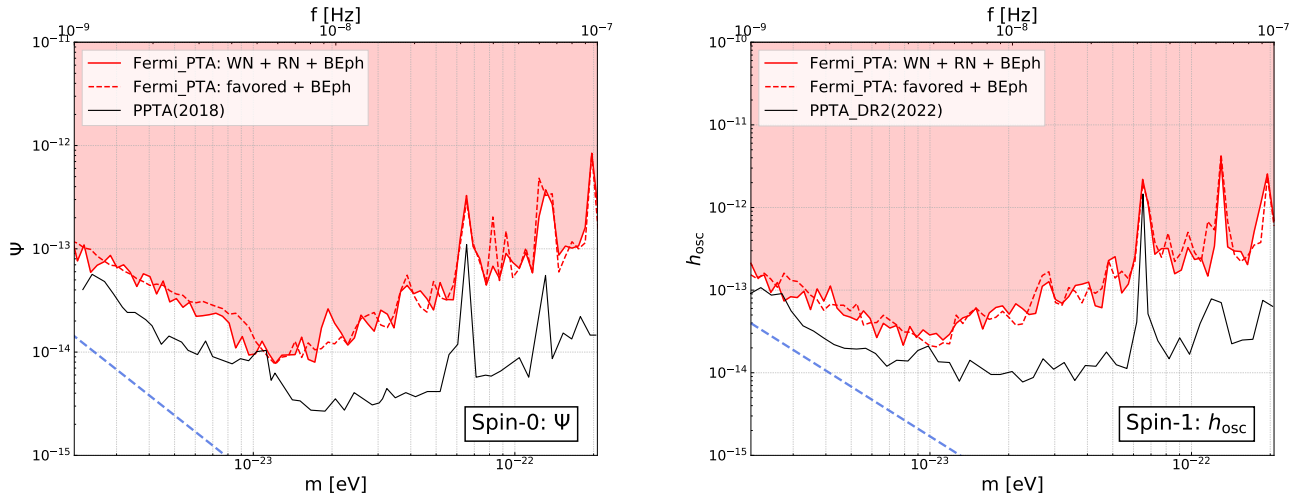 f [Hz]
10⁻⁹ 10⁻⁸ 10⁻⁷
10⁻¹¹
10⁻¹²
10⁻¹³
10⁻¹⁴
10⁻¹⁵
Ψ
Fermi_PTA: WN + RN + BEph
Fermi_PTA: favored + BEph
PPTA(2018)
Spin-0: Ψ
10⁻²³ 10⁻²²
m [eV]
f [Hz]
10⁻⁹ 10⁻⁸ 10⁻⁷
10⁻¹⁰
10⁻¹¹
10⁻¹²
10⁻¹³
10⁻¹⁴
10⁻¹⁵
h_osc
Fermi_PTA: WN + RN + BEph
Fermi_PTA: favored + BEph
PPTA_DR2(2022)
Spin-1: h_osc
10⁻²³ 10⁻²²
m [eV]